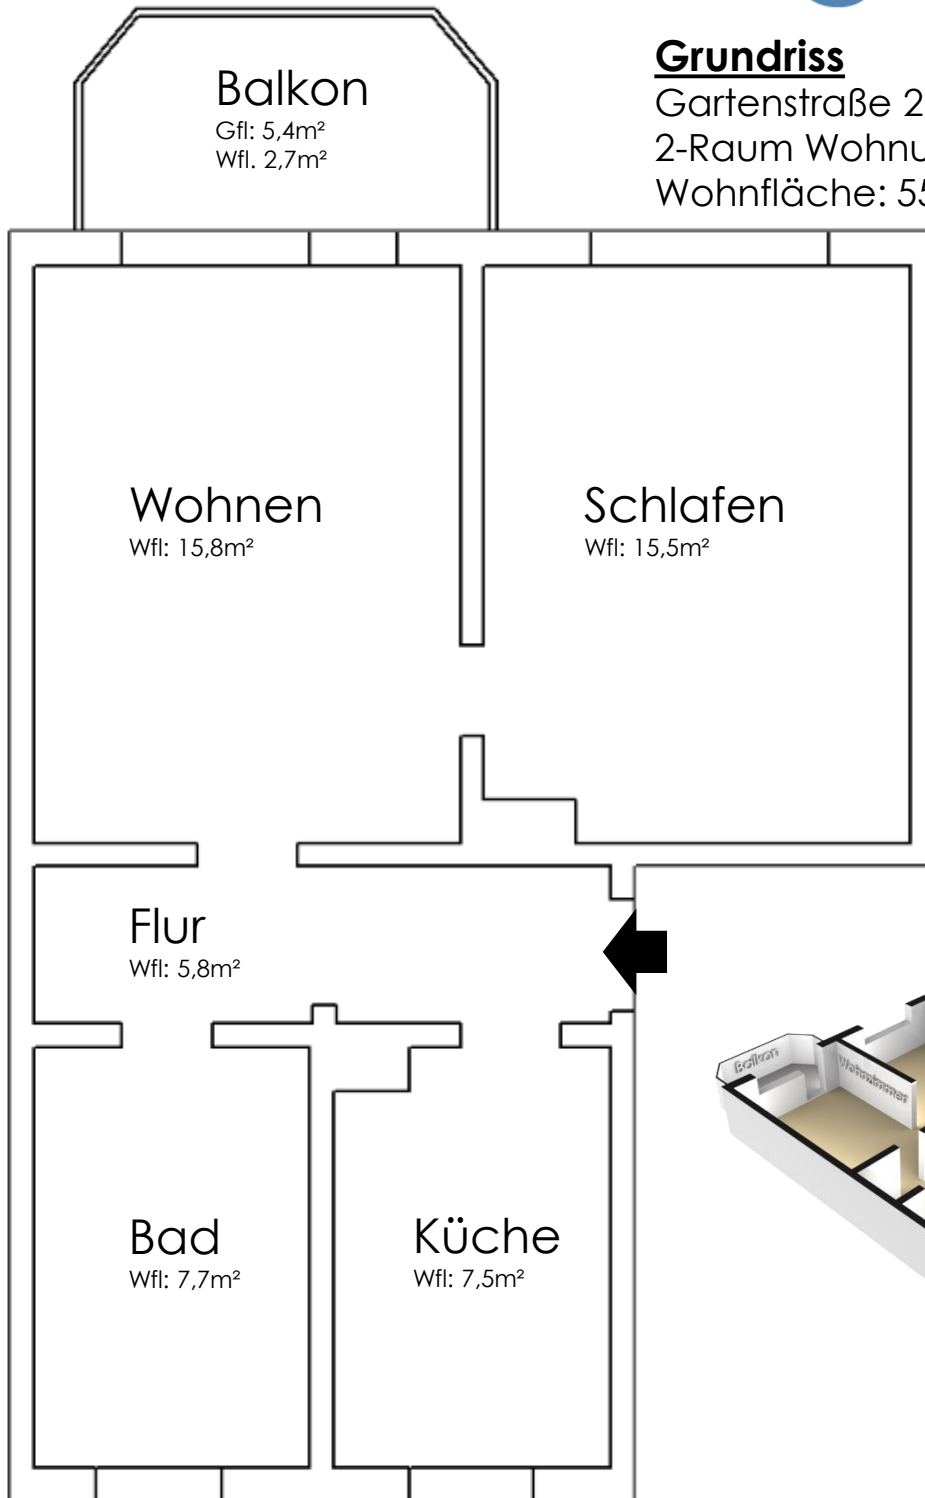 Grundriss
Gartenstraße 2
2-Raum Wohnu
Wohnfläche: 55
Balkon
Gfl: 5,4m²
Wfl. 2,7m²
Wohnen
Wfl: 15,8m²
Schlafen
Wfl: 15,5m²
Flur
Wfl: 5,8m²
Bad
Wfl: 7,7m²
Küche
Wfl: 7,5m²
Balkon
Wohnzimmer